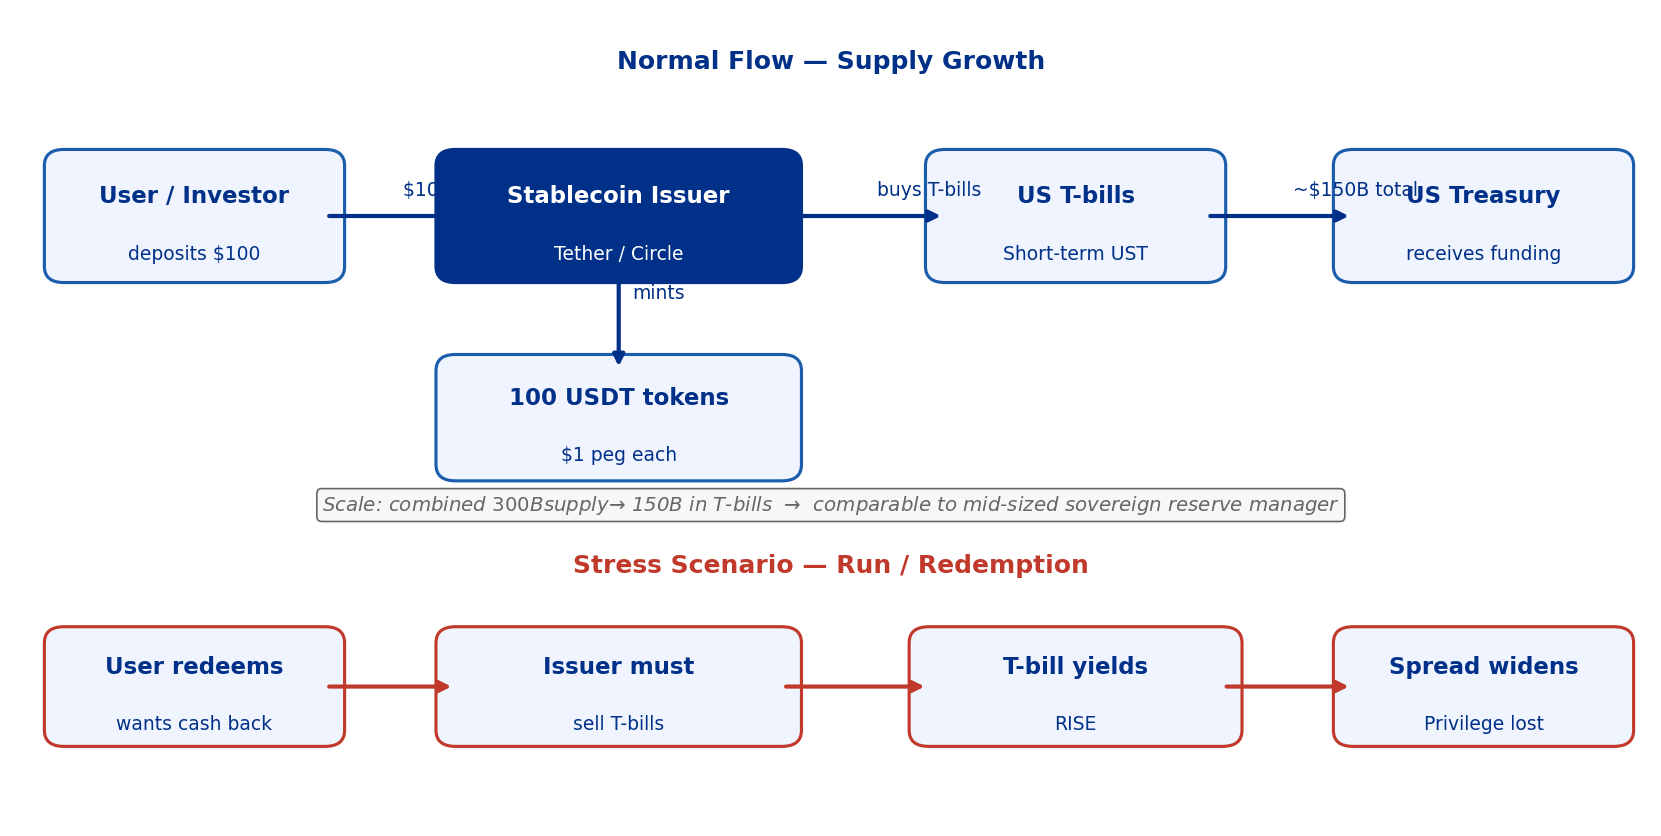 Normal Flow — Supply Growth
User / Investor
deposits $100
$10
Stablecoin Issuer
Tether / Circle
buys T-bills
US T-bills
Short-term UST
~$150B total
US Treasury
receives funding
mints
100 USDT tokens
$1 peg each
Scale: combined 300Bsupply→ 150B in T-bills → comparable to mid-sized sovereign reserve manager
Stress Scenario — Run / Redemption
User redeems
wants cash back
Issuer must
sell T-bills
T-bill yields
RISE
Spread widens
Privilege lost